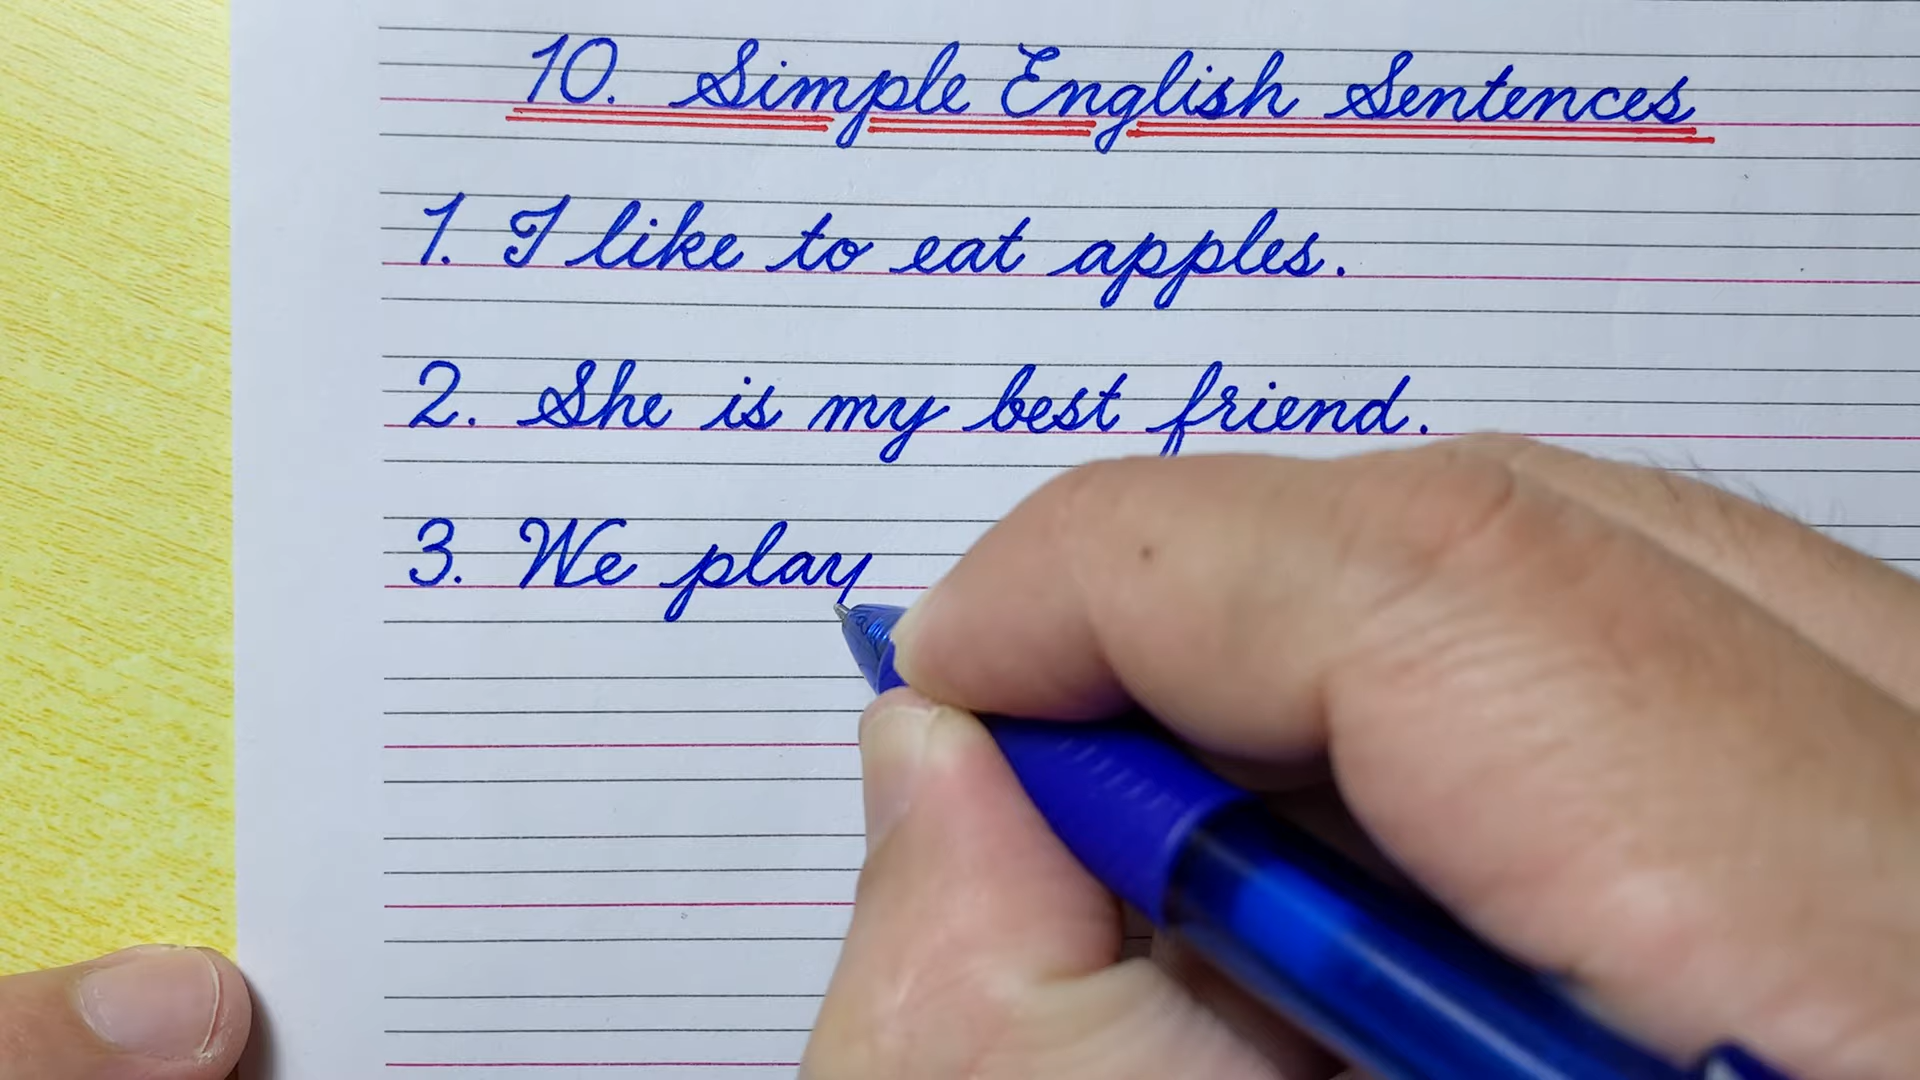 10. Simple English Sentences
1. I like to eat apples.
2. She is my best friend.
3. We play